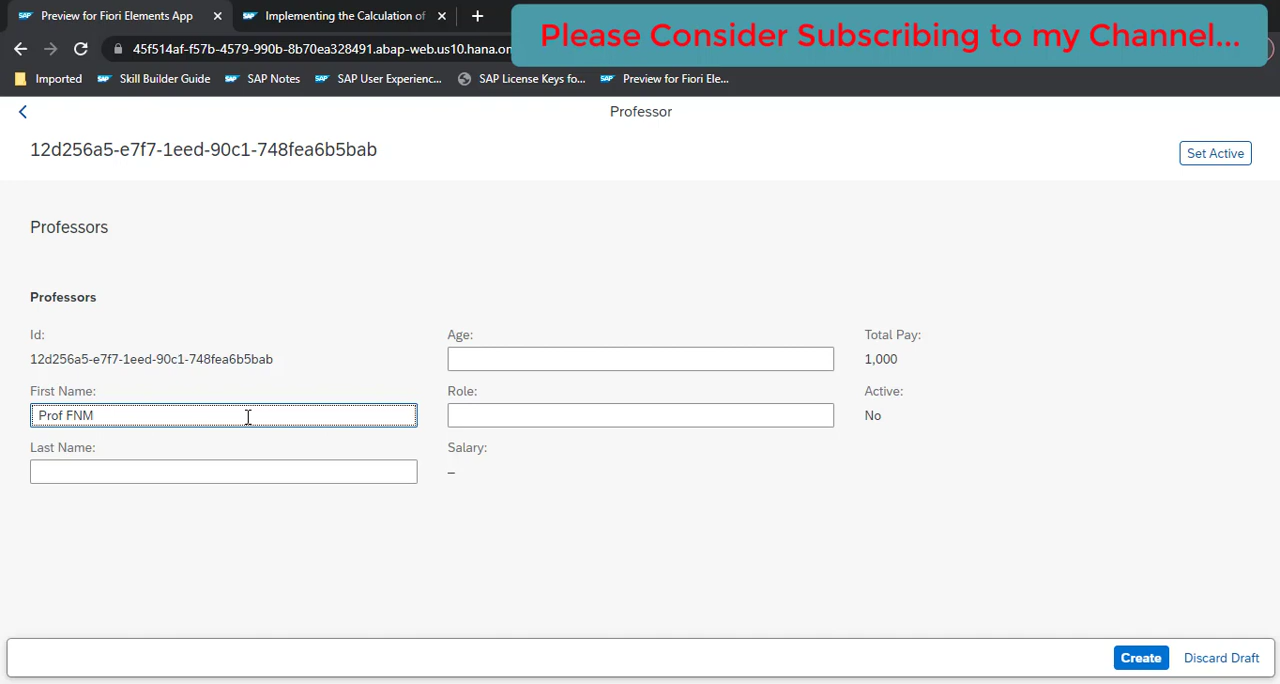 Preview for Fiori Elements App
Implementing the Calculation of
Please Consider Subscribing to my Channel...
45f514af-f57b-4579-990b-8b70ea328491.abap-web.us10.hana.on
Imported
Skill Builder Guide
SAP Notes
SAP User Experienc...
SAP License Keys fo...
Preview for Fiori Ele...
Professor
12d256a5-e7f7-1eed-90c1-748fea6b5bab
Set Active
Professors
Professors
Id:
12d256a5-e7f7-1eed-90c1-748fea6b5bab
First Name:
Prof FNM
Last Name:
Age:
Role:
Salary:
–
Total Pay:
1,000
Active:
No
Create
Discard Draft